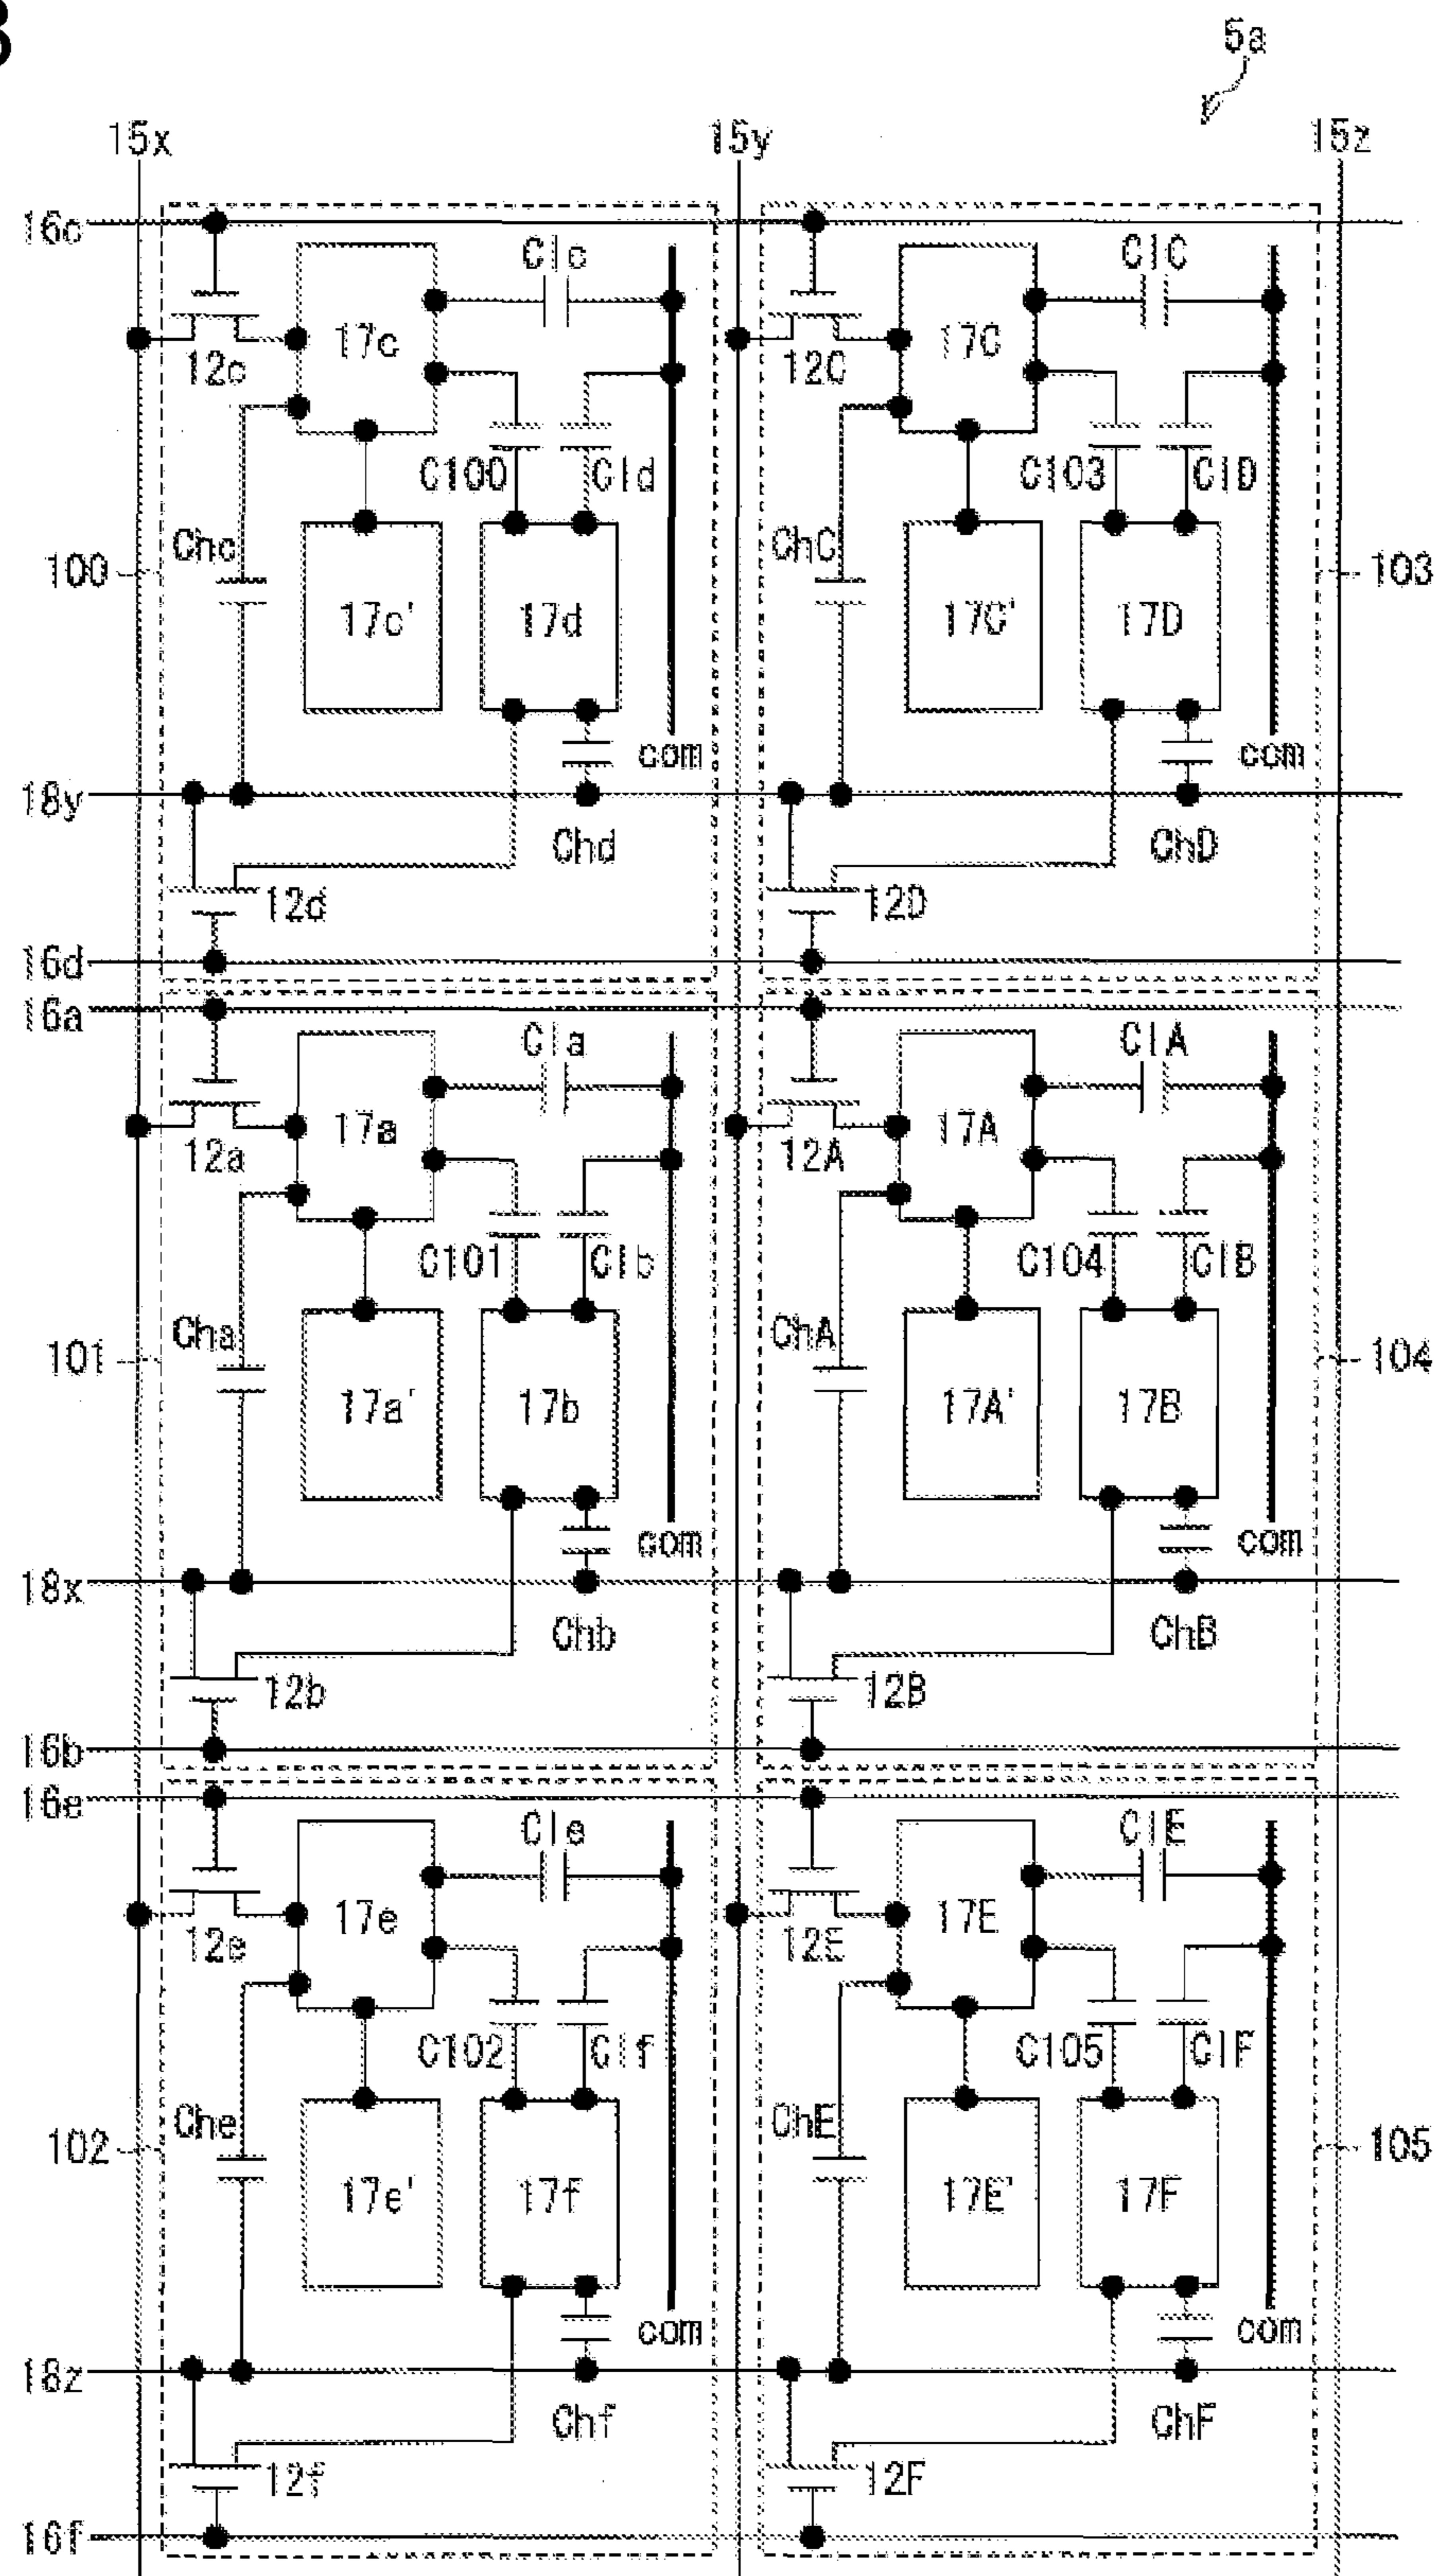 5a
15x 15y 15z
16c
Clc ClC
17c 17C
12c 12C
C100 Cld C103 ClD
Chc ChC
100 103
17c' 17d 17C' 17D
com com
18y
Chd ChD
12d 12D
16d
16a
Cla ClA
17a 17A
12a 12A
C101 Clb C104 ClB
Cha ChA
101 104
17a' 17b 17A' 17B
com com
18x
Chb ChB
12b 12B
16b
16e
Cle ClE
17e 17E
12e 12E
C102 Clf C105 ClF
Che ChE
102 105
17e' 17f 17E' 17F
com com
18z
Chf ChF
12f 12F
16f